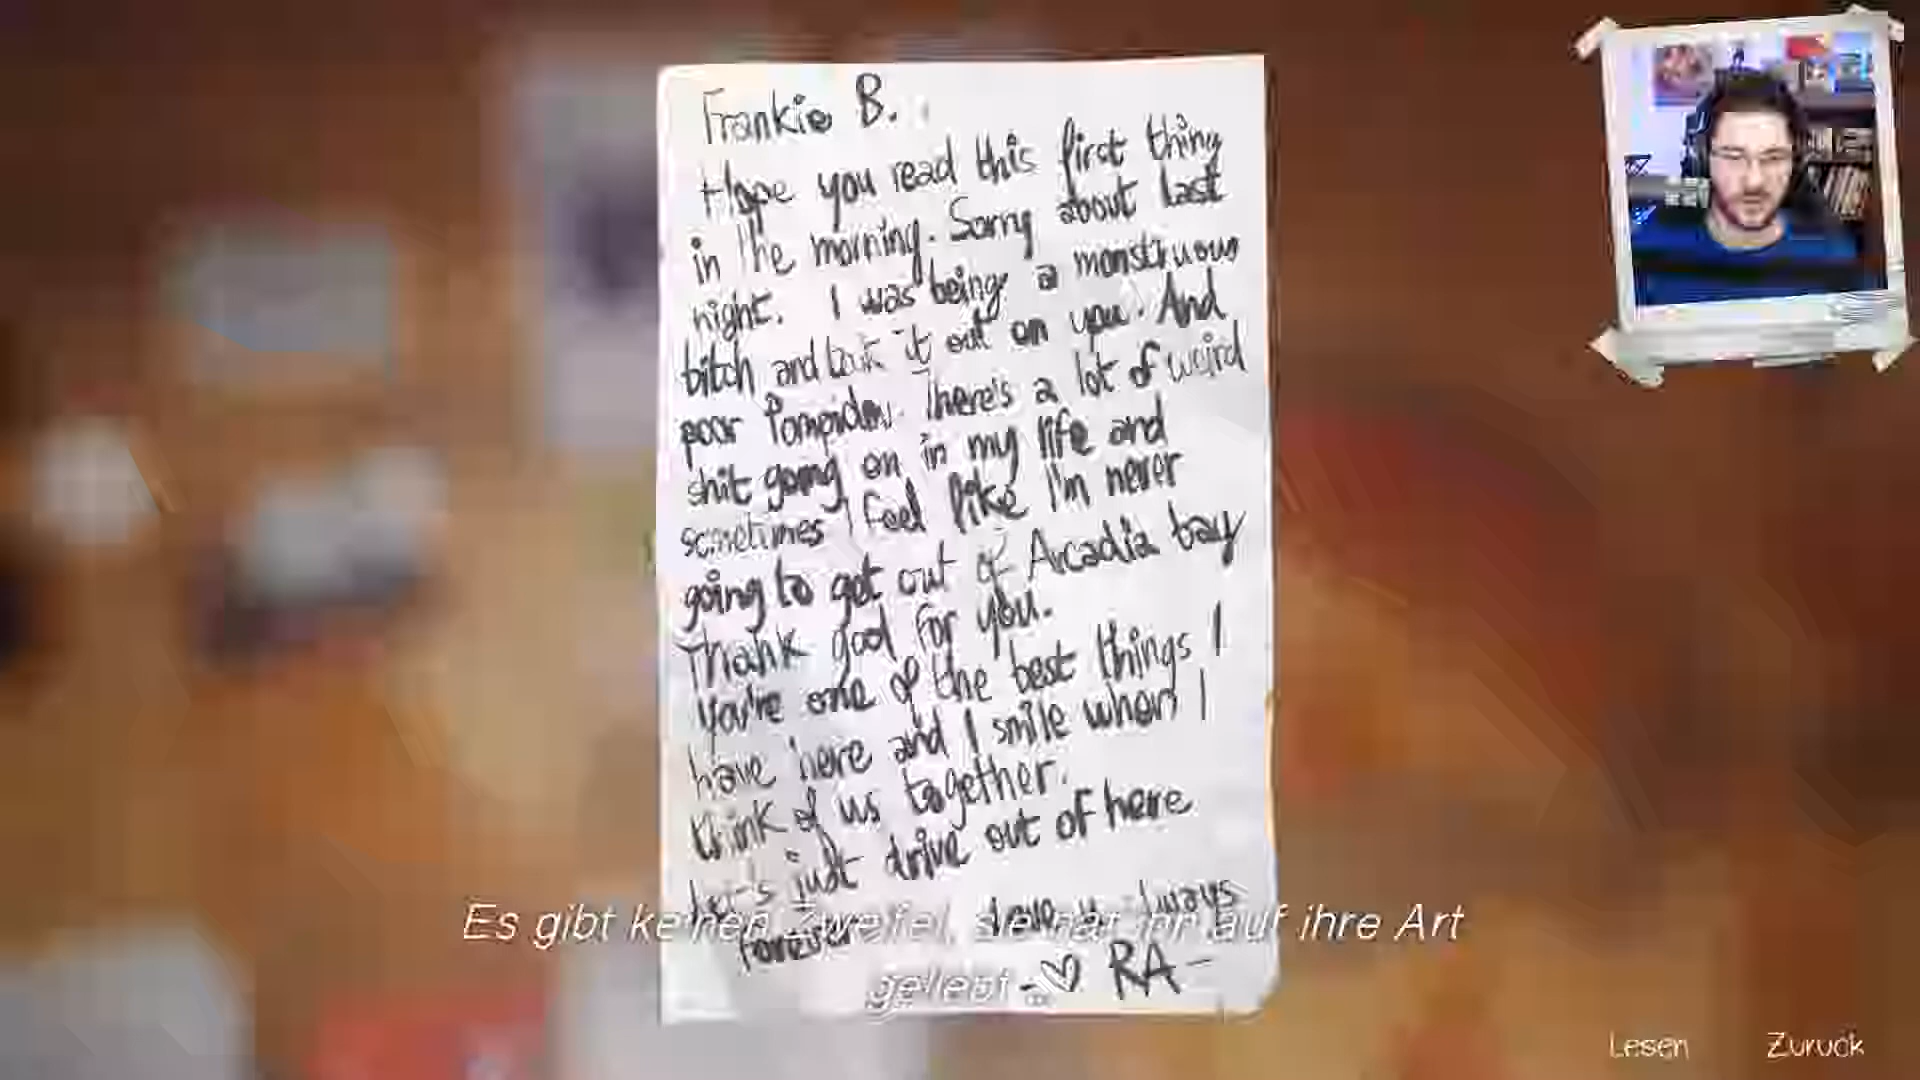 Frankie B.
Hope you read this first thing
in the morning. Sorry about last
night. I was being a monstruous
bitch and took it out on you. And
poor Pompidou. There's a lot of weird
shit going on in my life and
sometimes I feel like I'm never
going to get out of Arcadia bay
Thank god for you.
You're one of the best things I
have here and I smile when I
think of us together.
Let's just drive out of here
forever
always
Es gibt keinen Zweifel, sie hat ihn auf ihre Art
geliebt
♡ RA -
Lesen Zurück